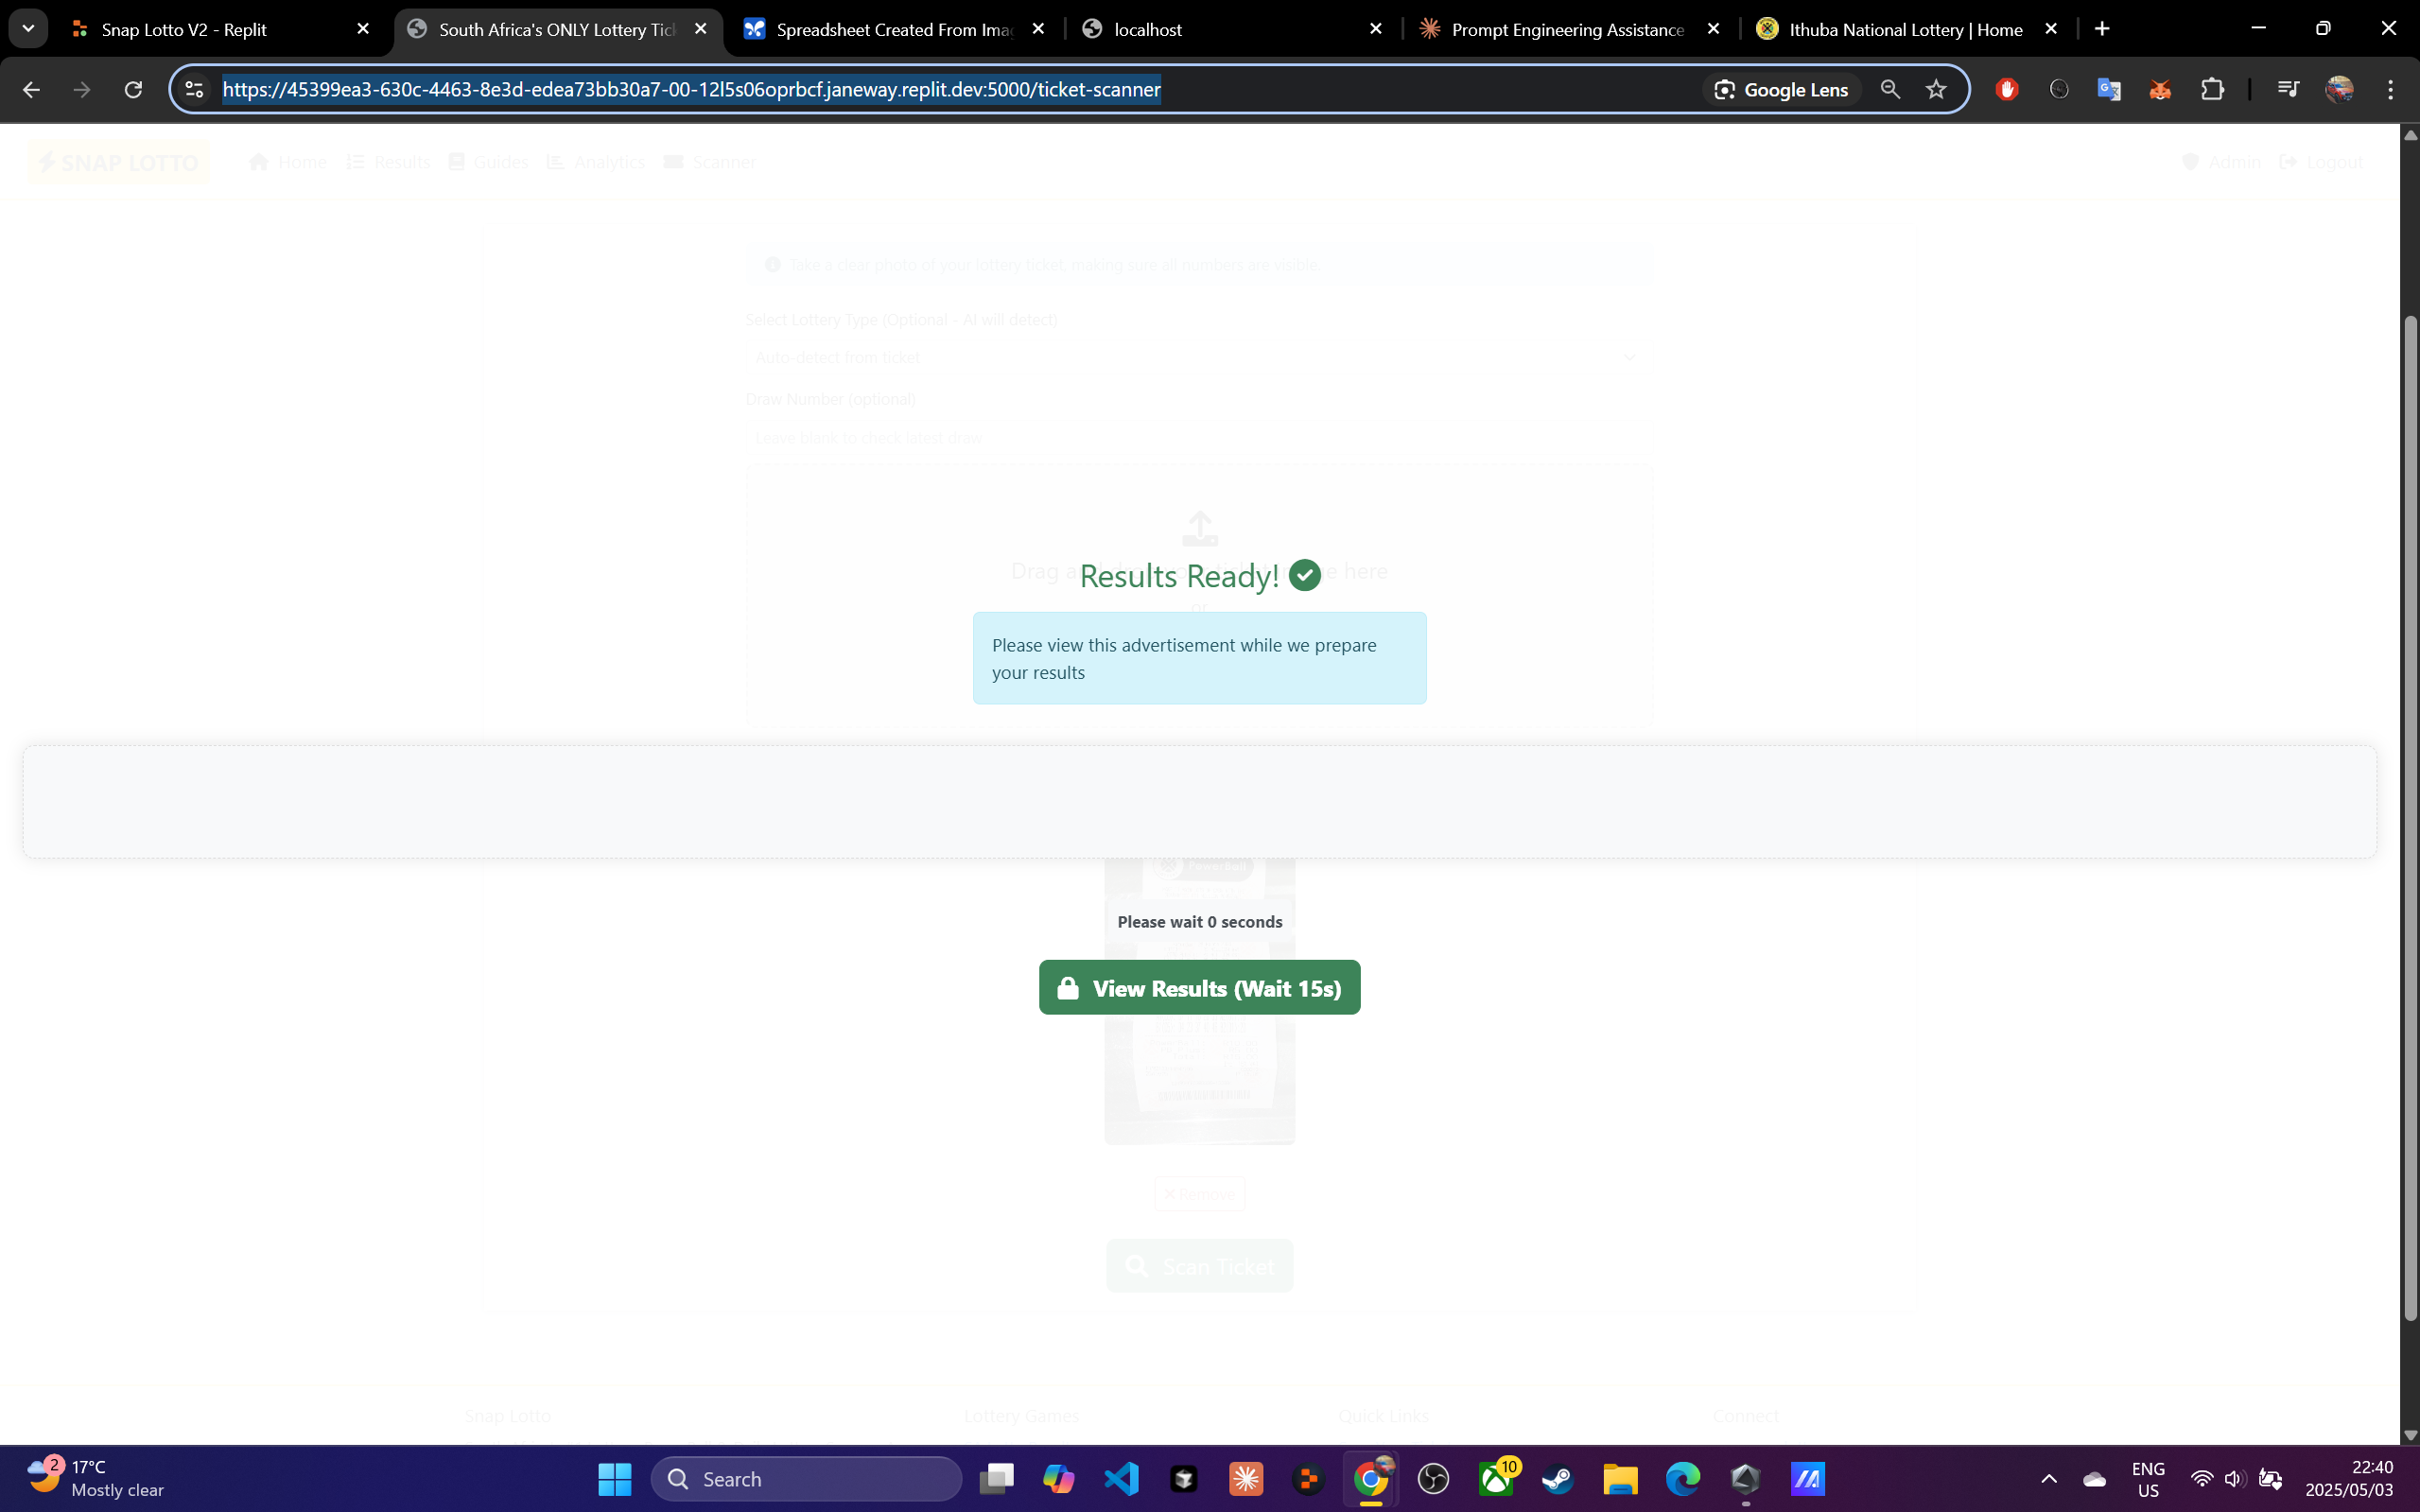 Snap Lotto V2 - Replit
South Africa's ONLY Lottery Tick
Spreadsheet Created From Imag
localhost
Prompt Engineering Assistance
Ithuba National Lottery | Home
https://45399ea3-630c-4463-8e3d-edea73bb30a7-00-12l5s06oprbcf.janeway.replit.dev:5000/ticket-scanner
Google Lens
SNAP LOTTO
Home
Results
Guides
Analytics
Scanner
Admin
Logout
Take a clear photo of your lottery ticket, making sure all numbers are visible.
Select Lottery Type (Optional - AI will detect)
Auto-detect from ticket
Draw Number (optional)
Leave blank to check latest draw
Results Ready!
or
Please view this advertisement while we prepare
your results
Please wait 0 seconds
View Results (Wait 15s)
Remove
Scan Ticket
Snap Lotto
Lottery Games
Quick Links
Connect
2
17°C
Mostly clear
Search
10
ENG
US
22:40
2025/05/03